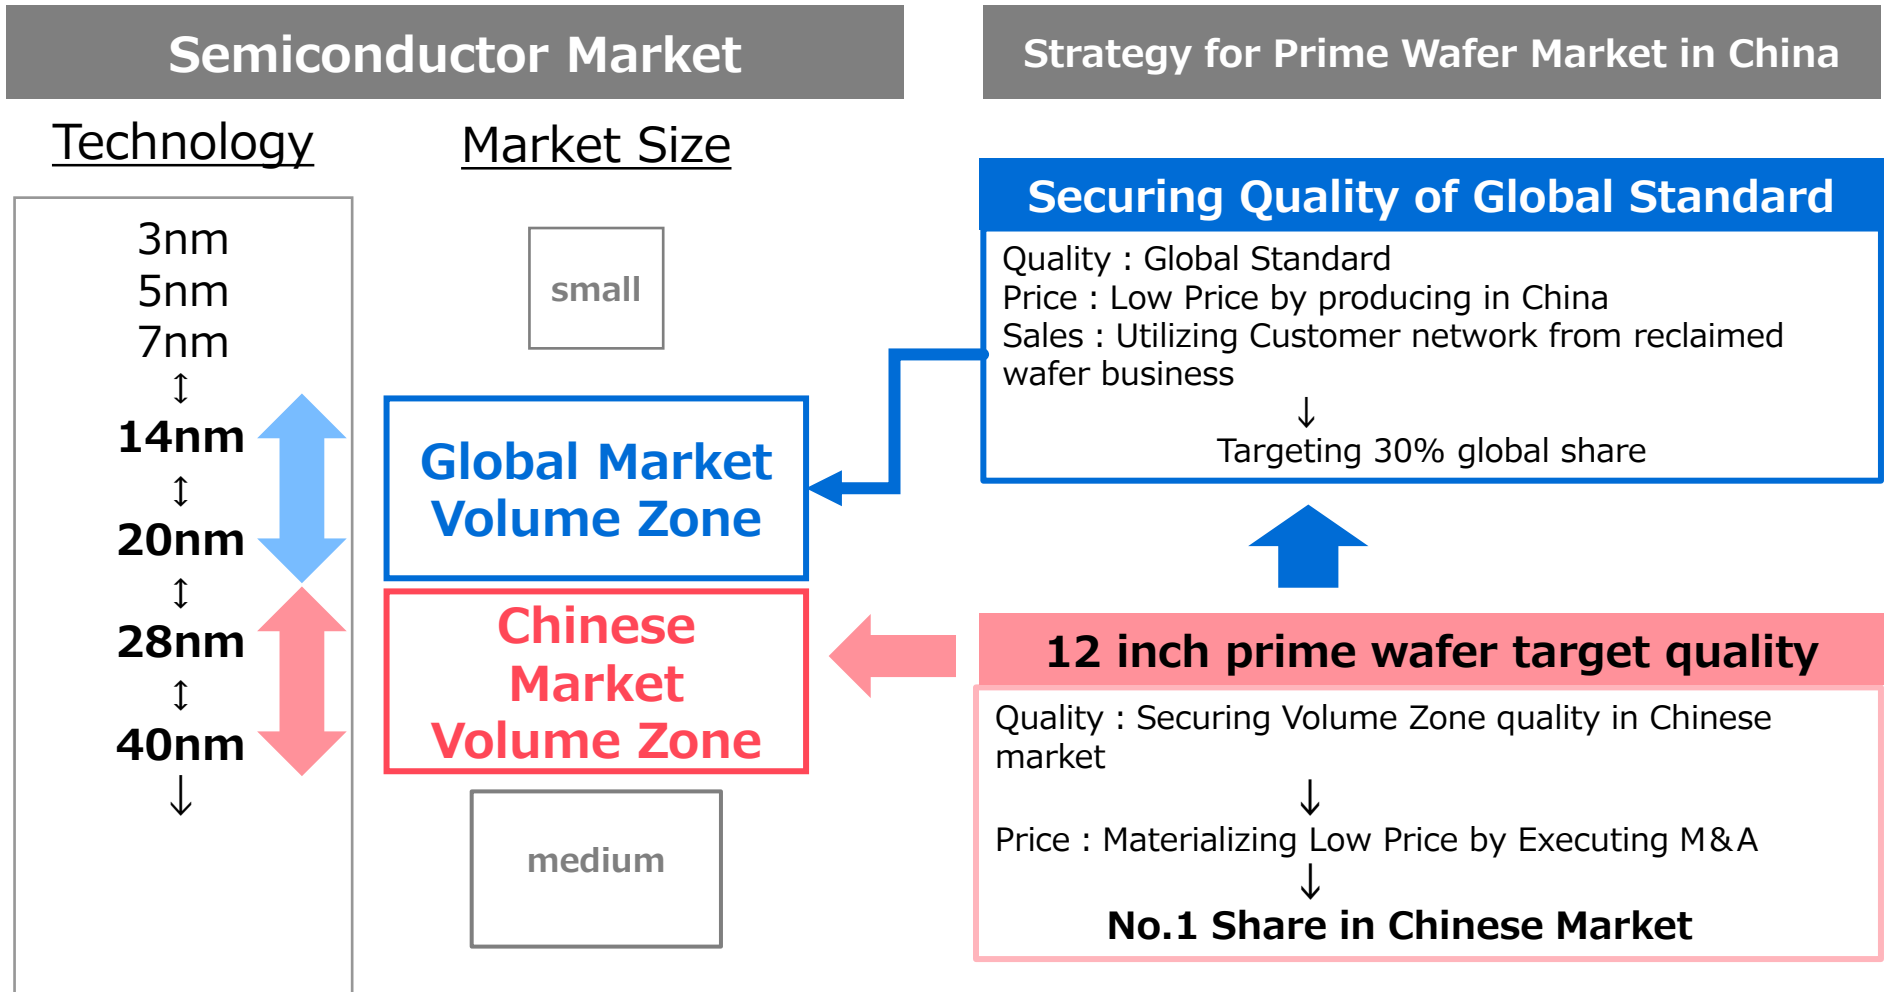 Semiconductor Market
Technology
Market Size
3nm
5nm
7nm
↕
14nm
↕
20nm
↕
28nm
↕
40nm
↓
small
Global Market
Volume Zone
Chinese
Market
Volume Zone
medium
Strategy for Prime Wafer Market in China
Securing Quality of Global Standard
Quality : Global Standard
Price : Low Price by producing in China
Sales : Utilizing Customer network from reclaimed
wafer business
↓
Targeting 30% global share
12 inch prime wafer target quality
Quality : Securing Volume Zone quality in Chinese
market
↓
Price : Materializing Low Price by Executing M&A
↓
No.1 Share in Chinese Market